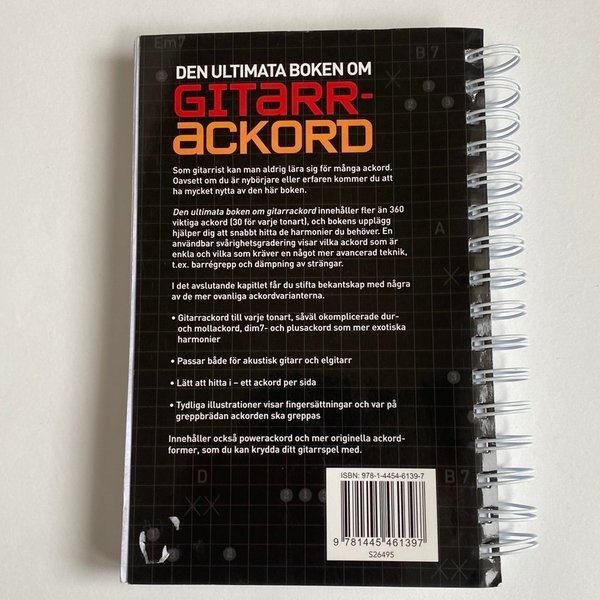 Em7
B7
DEN ULTIMATA BOKEN OM
GITARR-
ACKORD
Som gitarrist kan man aldrig lära sig för många ackord.
Oavsett om du är nybörjare eller erfaren kommer du att
ha mycket nytta av den här boken.
Den ultimata boken om gitarrackord innehåller fler än 360
viktiga ackord (30 för varje tonart), och bokens upplägg
hjälper dig att snabbt hitta de harmonier du behöver. En
användbar svårighetsgradering visar vilka ackord som är
enkla och vilka som kräver en något mer avancerad teknik,
t.ex. barrégrepp och dämpning av strängar.
I det avslutande kapitlet får du stifta bekantskap med några
av de mer ovanliga ackordvarianterna.
• Gitarrackord till varje tonart, såväl okomplicerade dur-
och mollackord, dim7- och plusackord som mer exotiska
harmonier
• Passar både för akustisk gitarr och elgitarr
• Lätt att hitta i – ett ackord per sida
• Tydliga illustrationer visar fingersättningar och var på
greppbrädan ackorden ska greppas
Innehåller också powerackord och mer originella ackord-
former, som du kan krydda ditt gitarrspel med.
D
B7
ISBN: 978-1-4454-6139-7
9 781445 461397
S2649S